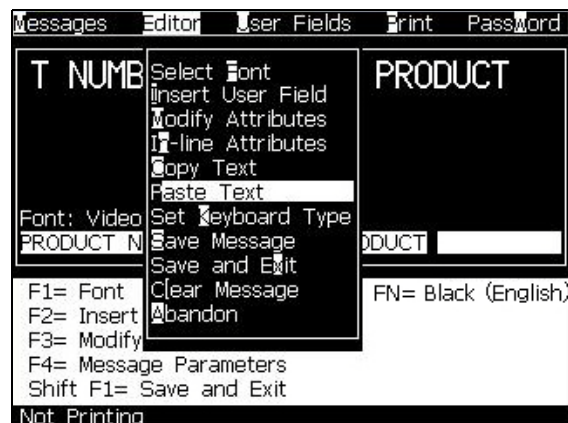 Messages Editor User Fields Print PassWord
T NUMB PRODUCT
Select Font
Insert User Field
Modify Attributes
In-line Attributes
Copy Text
Paste Text
Set Keyboard Type
Save Message
Save and Exit
Clear Message
Abandon
Font: Video
PRODUCT N ODUCT
F1= Font FN= Black (English)
F2= Insert
F3= Modify
F4= Message Parameters
Shift F1= Save and Exit
Not Printing